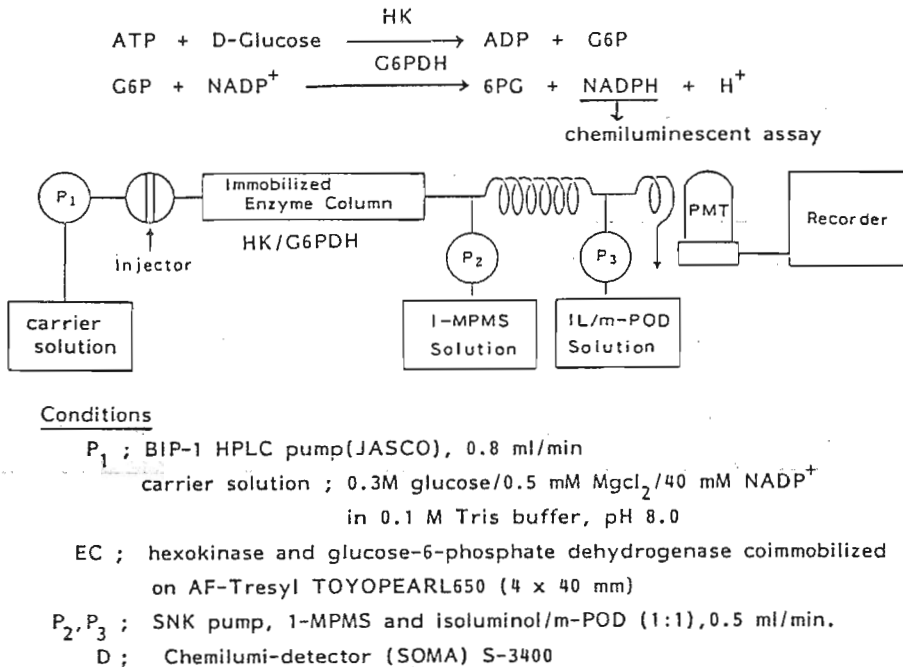 HK
ATP + D-Glucose → ADP + G6P
G6PDH
G6P + NADP⁺ → 6PG + NADPH + H⁺
chemiluminescent assay
P₁
Immobilized
Enzyme Column
HK/G6PDH
injector
carrier
solution
P₂
1-MPMS
Solution
P₃
IL/m-POD
Solution
PMT
Recorder
Conditions
P₁ ; BIP-1 HPLC pump(JASCO), 0.8 ml/min
carrier solution ; 0.3M glucose/0.5 mM Mgcl₂/40 mM NADP⁺
in 0.1 M Tris buffer, pH 8.0
EC ; hexokinase and glucose-6-phosphate dehydrogenase coimmobilized
on AF-Tresyl TOYOPEARL650 (4 x 40 mm)
P₂,P₃ ; SNK pump, 1-MPMS and isoluminol/m-POD (1:1),0.5 ml/min.
D ; Chemilumi-detector (SOMA) S-3400